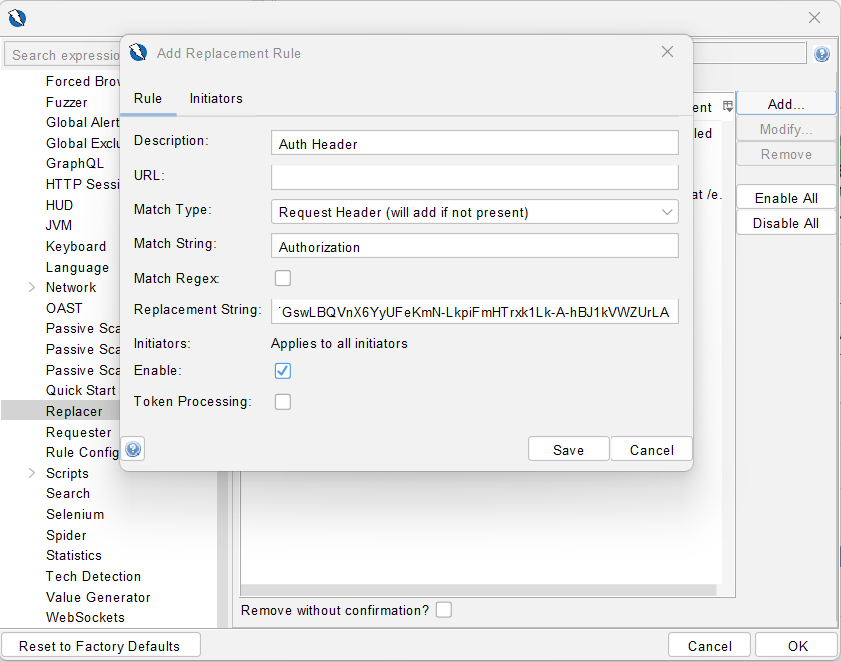 Search expressio
Add Replacement Rule
Rule
Initiators
Description:
Auth Header
URL:
Match Type:
Request Header (will add if not present)
Match String:
Authorization
Match Regex:
Replacement String:
GswLBQVnX6YyUFeKmN-LkpiFmHTrxk1Lk-A-hBJ1kVWZUrLA
Initiators:
Applies to all initiators
Enable:
Token Processing:
Save
Cancel
Forced Brov
Fuzzer
Global Alert
Global Exclu
GraphQL
HTTP Sessi
HUD
JVM
Keyboard
Language
Network
OAST
Passive Sca
Passive Sca
Passive Sca
Quick Start
Replacer
Requester
Rule Config
Scripts
Search
Selenium
Spider
Statistics
Tech Detection
Value Generator
WebSockets
ent
led
at /e.
Add...
Modify...
Remove
Enable All
Disable All
Remove without confirmation?
Reset to Factory Defaults
Cancel
OK